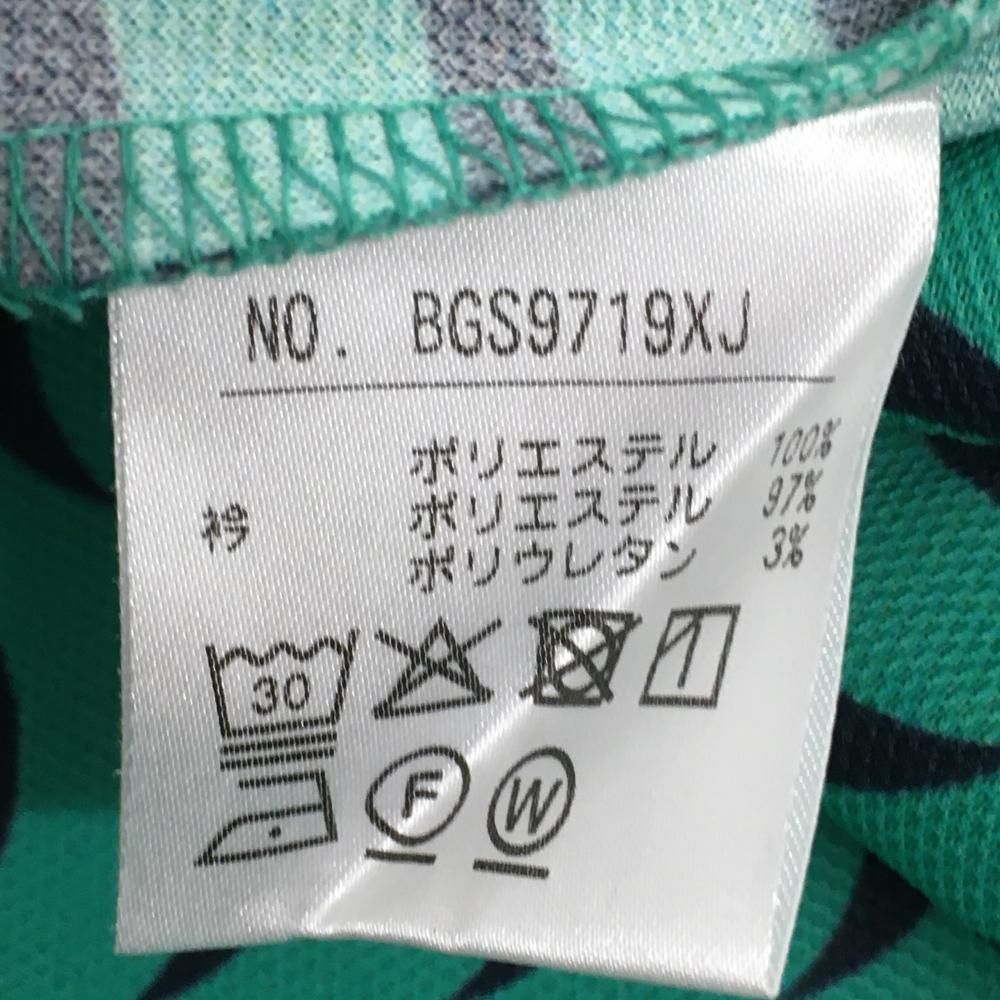 NO. BGS9719XJ
ポリエステル 100%
衿 ポリエステル 97%
ポリウレタン 3%
30
F W